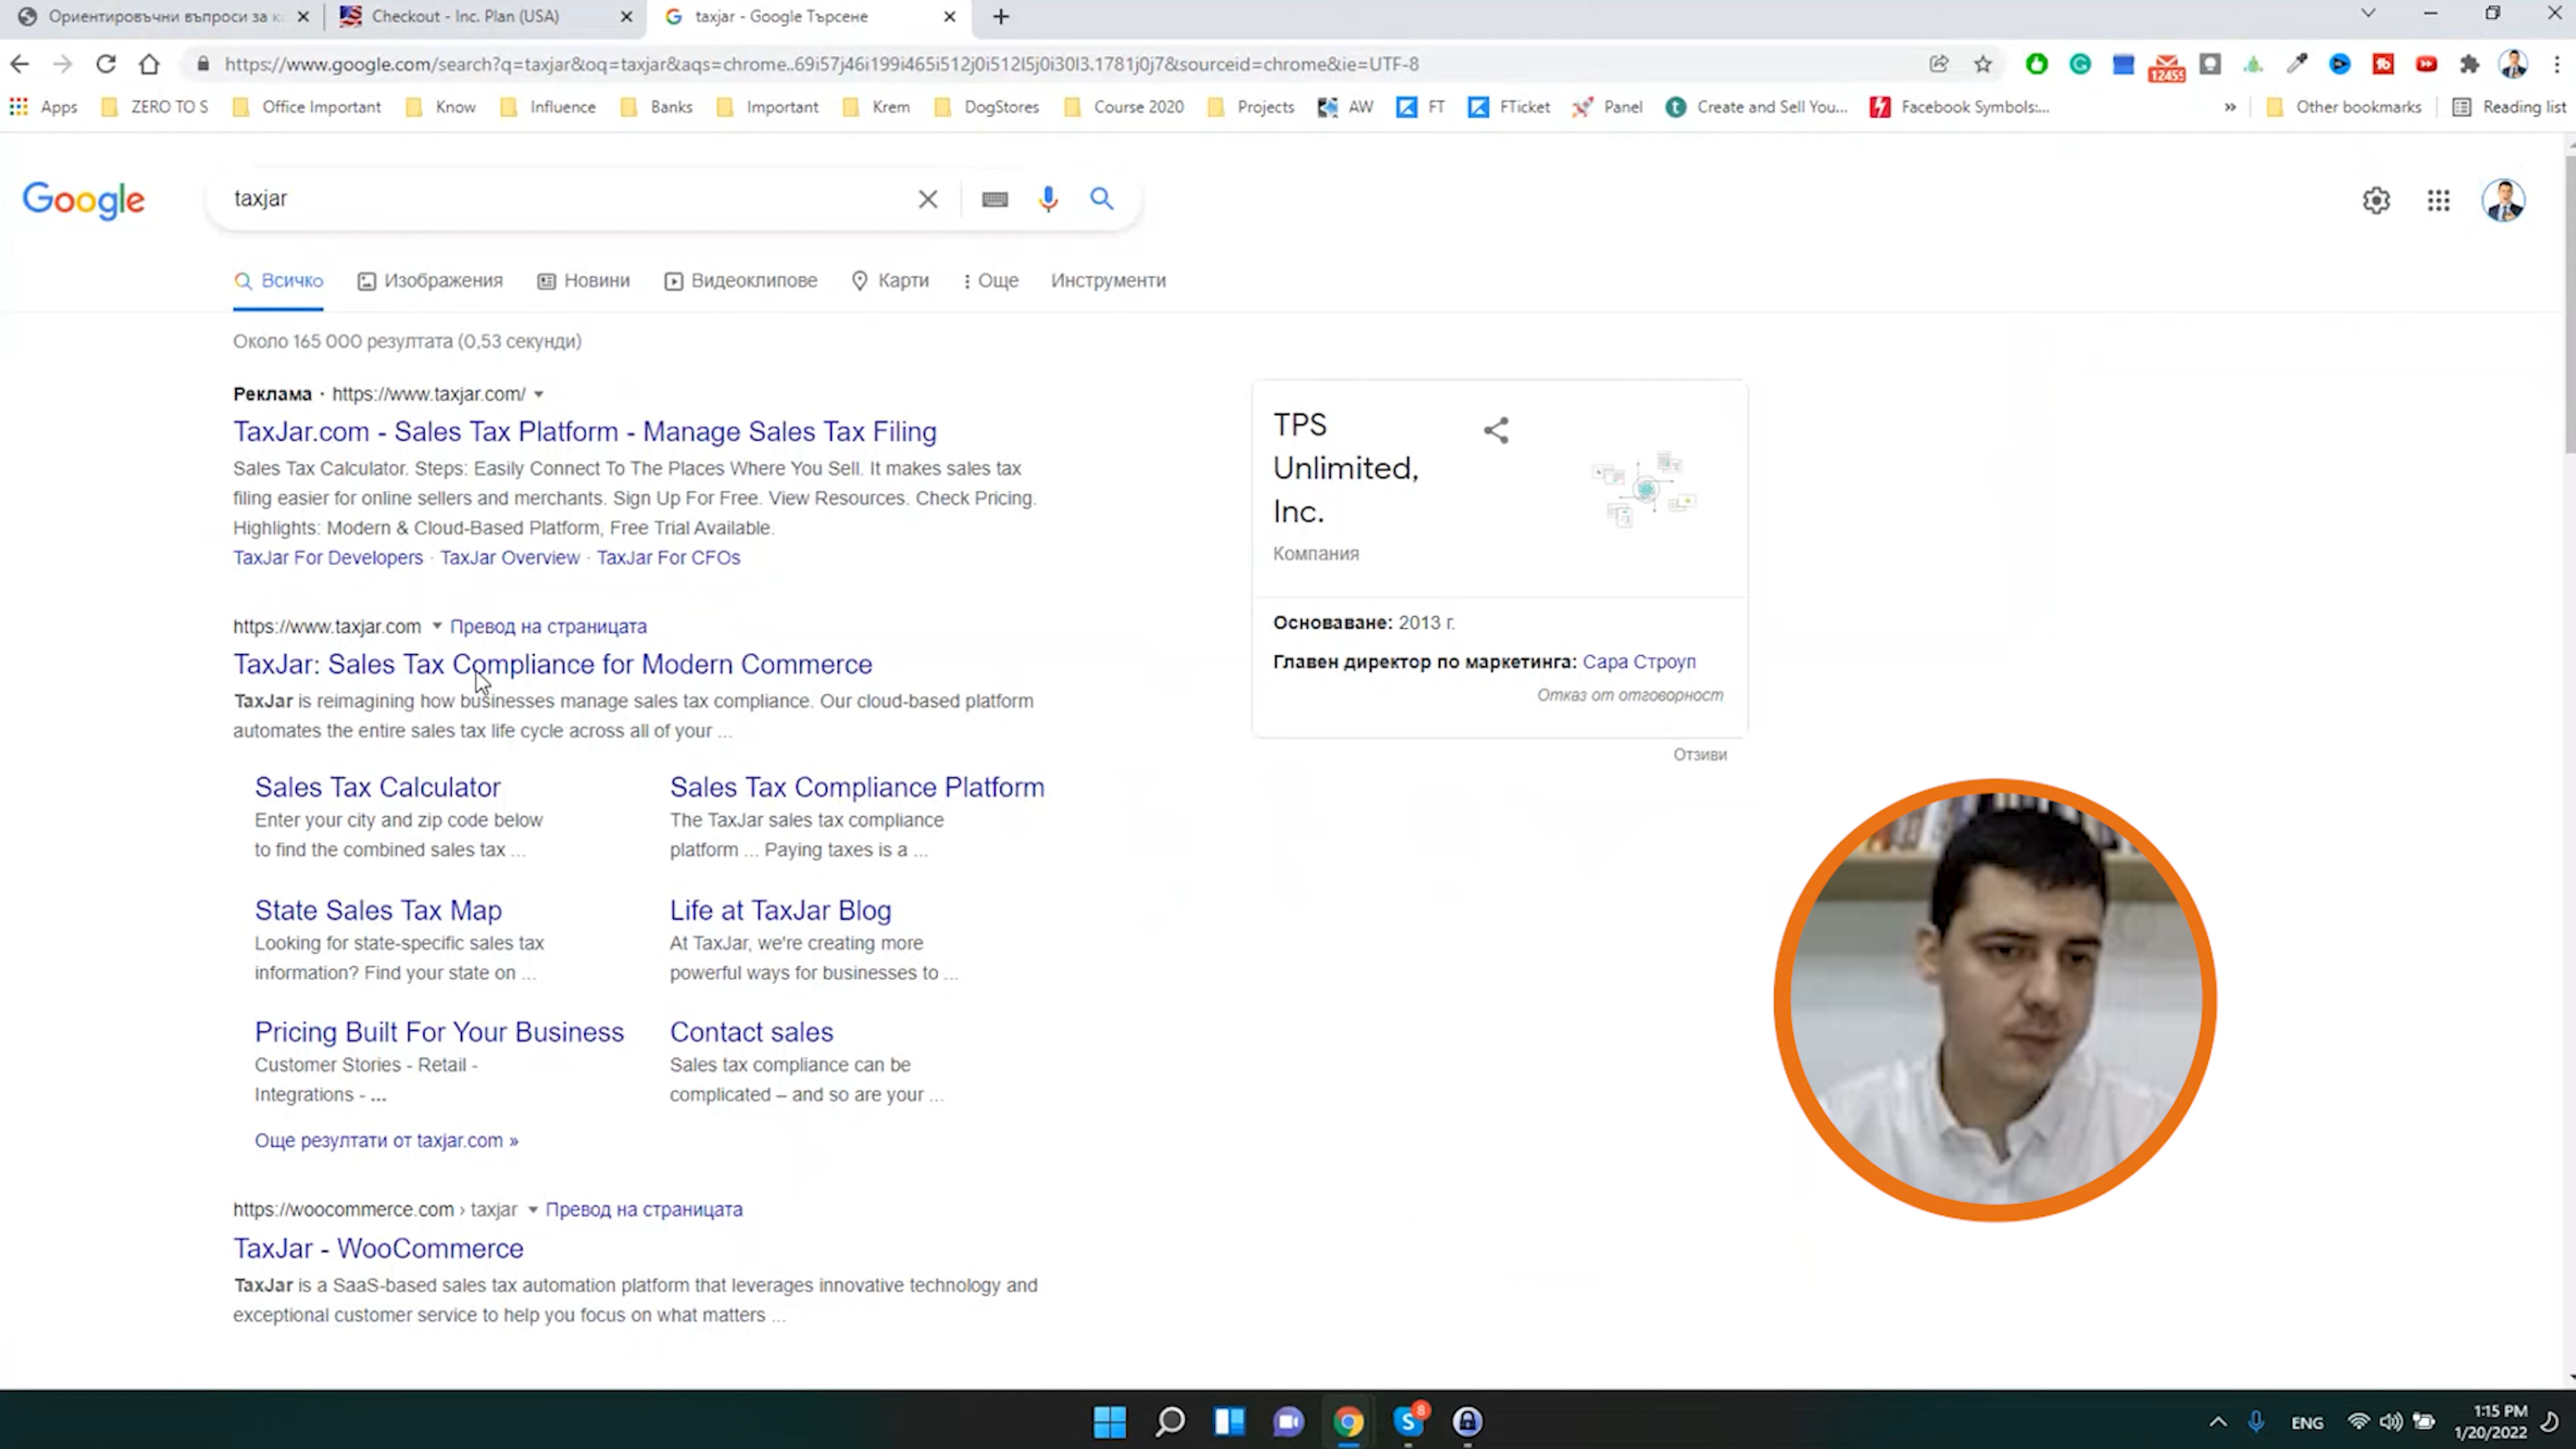 Ориентировъчни въпроси за к
Checkout - Inc. Plan (USA)
taxjar - Google Търсене
https://www.google.com/search?q=taxjar&oq=taxjar&aqs=chrome..69i57j46i199i465i512j0i512l5j0i30l3.1781j0j7&sourceid=chrome&ie=UTF-8
12455
Apps ZERO TO S Office Important Know Influence Banks Important Krem DogStores Course 2020 Projects AW FT FTicket Panel Create and Sell You... Facebook Symbols:... » Other bookmarks Reading list
Google
taxjar
Всичко Изображения Новини Видеоклипове Карти Още Инструменти
Около 165 000 резултата (0,53 секунди)
Реклама · https://www.taxjar.com/
TaxJar.com - Sales Tax Platform - Manage Sales Tax Filing
Sales Tax Calculator. Steps: Easily Connect To The Places Where You Sell. It makes sales tax
filing easier for online sellers and merchants. Sign Up For Free. View Resources. Check Pricing.
Highlights: Modern & Cloud-Based Platform, Free Trial Available.
TaxJar For Developers · TaxJar Overview · TaxJar For CFOs
https://www.taxjar.com Превод на страницата
TaxJar: Sales Tax Compliance for Modern Commerce
TaxJar is reimagining how businesses manage sales tax compliance. Our cloud-based platform
automates the entire sales tax life cycle across all of your ...
Sales Tax Calculator
Enter your city and zip code below
to find the combined sales tax ...
Sales Tax Compliance Platform
The TaxJar sales tax compliance
platform ... Paying taxes is a ...
State Sales Tax Map
Looking for state-specific sales tax
information? Find your state on ...
Life at TaxJar Blog
At TaxJar, we're creating more
powerful ways for businesses to ...
Pricing Built For Your Business
Customer Stories - Retail -
Integrations - ...
Contact sales
Sales tax compliance can be
complicated – and so are your ...
Още резултати от taxjar.com »
https://woocommerce.com › taxjar Превод на страницата
TaxJar - WooCommerce
TaxJar is a SaaS-based sales tax automation platform that leverages innovative technology and
exceptional customer service to help you focus on what matters ...
TPS
Unlimited,
Inc.
Компания
Основаване: 2013 г.
Главен директор по маркетинга: Сара Строуп
Отказ от отговорност
Отзиви
8
ENG
1:15 PM
1/20/2022